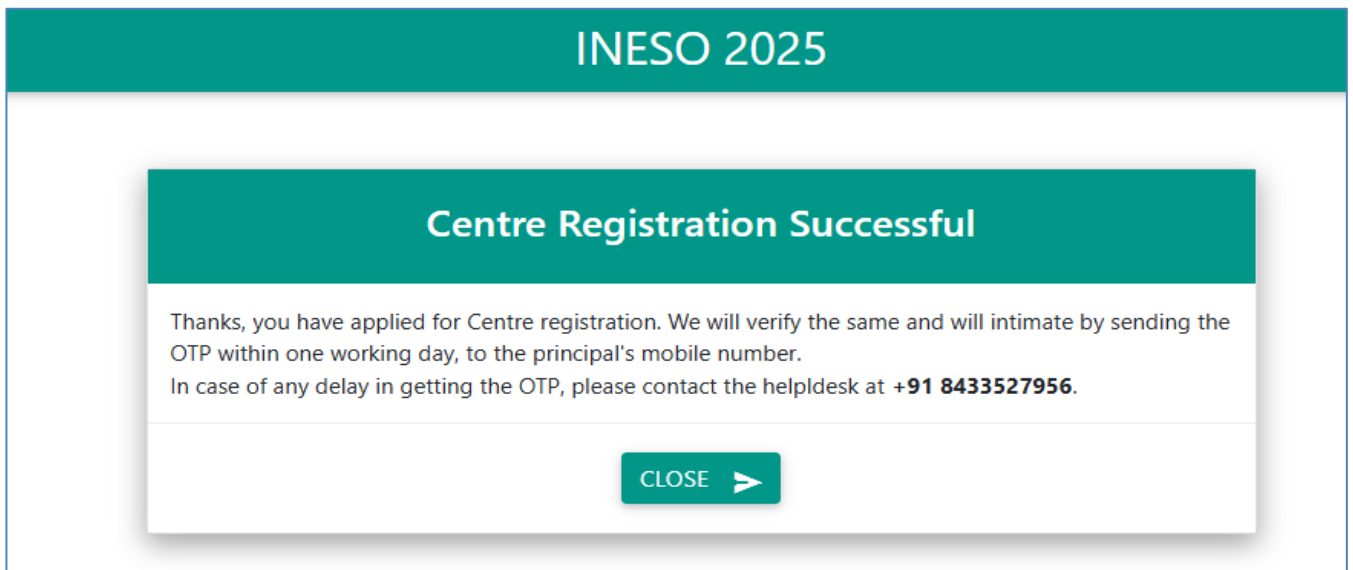 INESO 2025
Centre Registration Successful
Thanks, you have applied for Centre registration. We will verify the same and will intimate by sending the
OTP within one working day, to the principal's mobile number.
In case of any delay in getting the OTP, please contact the helpldesk at +91 8433527956.
CLOSE